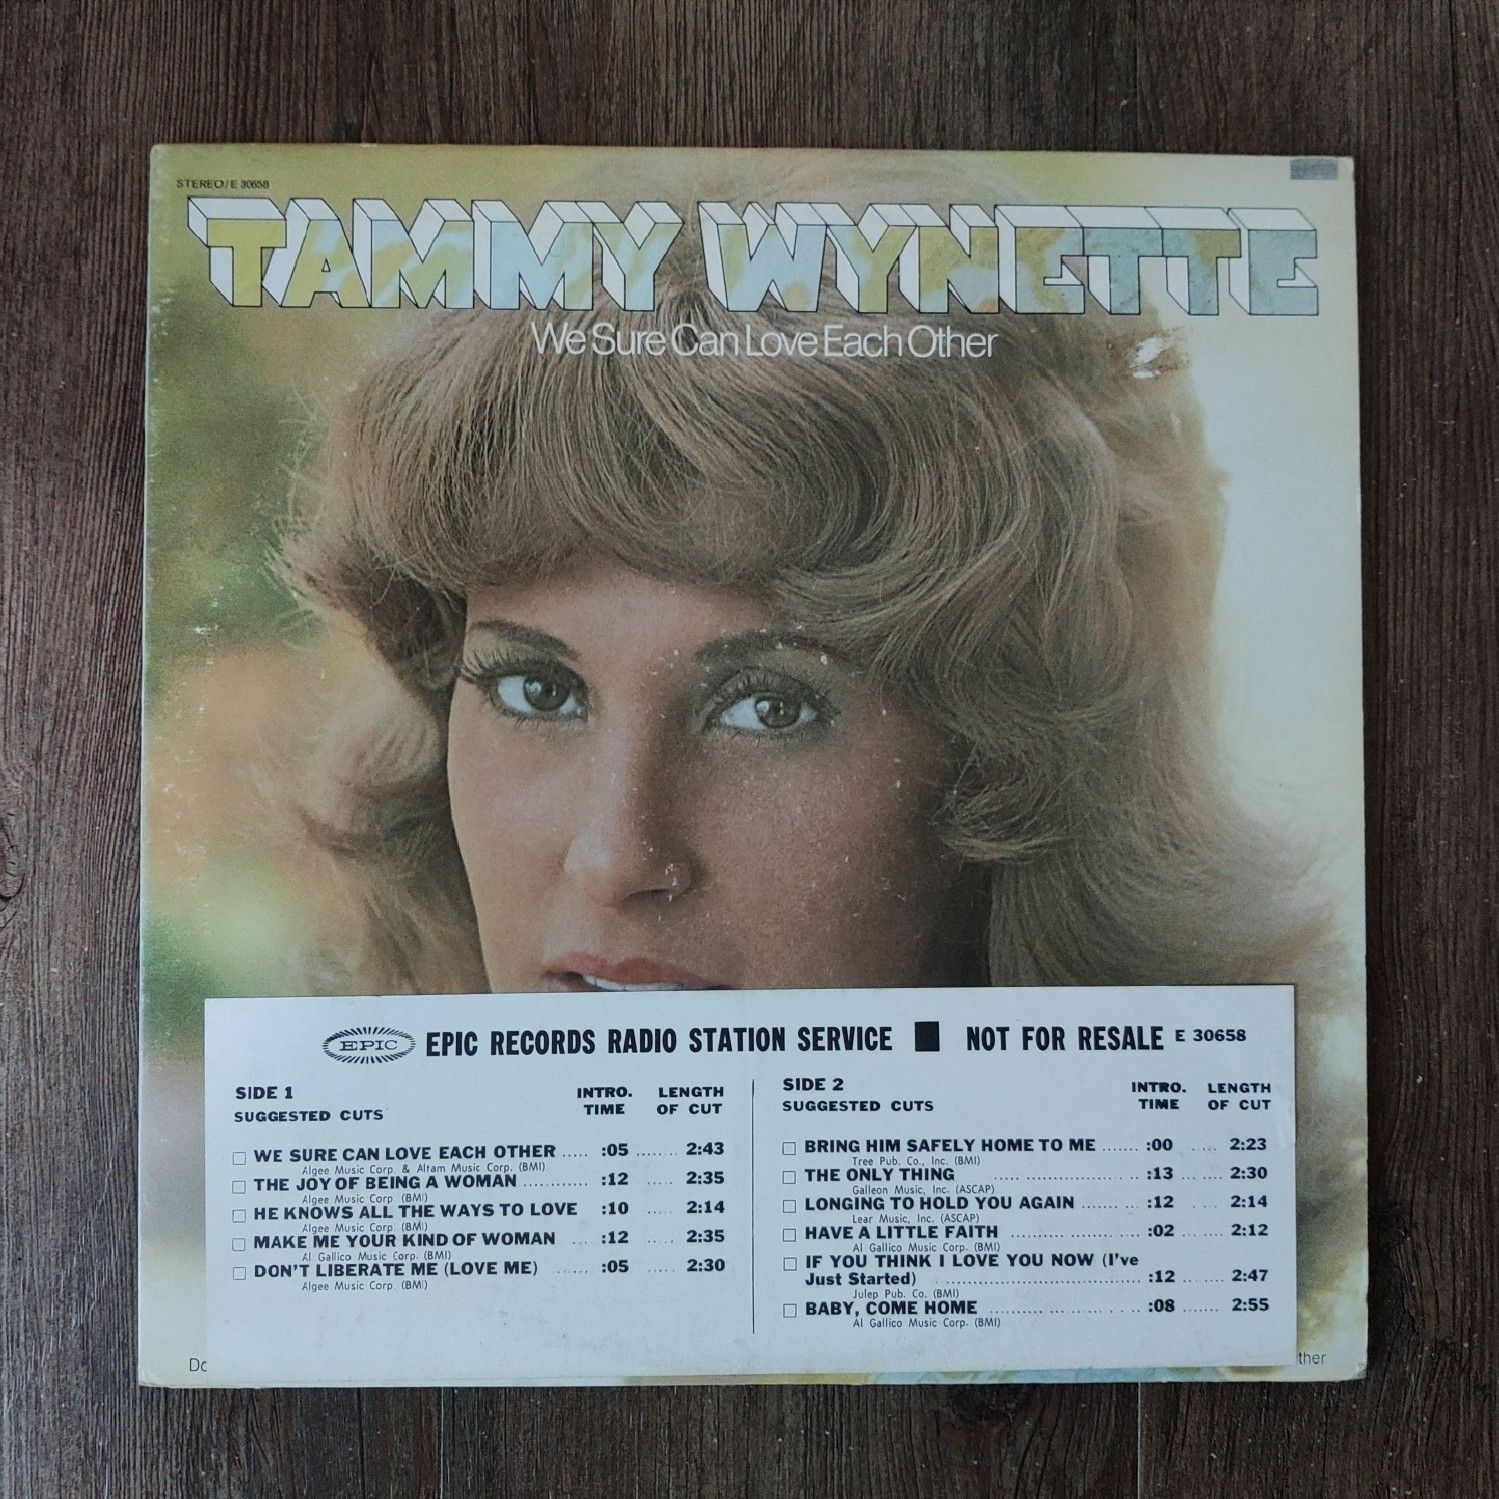 STEREO/E 30658
TAMMY WYNETTE
We Sure Can Love Each Other
EPIC EPIC RECORDS RADIO STATION SERVICE ■ NOT FOR RESALE E 30658
SIDE 1 INTRO. LENGTH
SUGGESTED CUTS TIME OF CUT
WE SURE CAN LOVE EACH OTHER ..... :05 ....... 2:43
Algee Music Corp. & Altam Music Corp. (BMI)
THE JOY OF BEING A WOMAN ............ :12 ..... 2:35
Algee Music Corp. (BMI)
HE KNOWS ALL THE WAYS TO LOVE :10 ..... 2:14
Algee Music Corp. (BMI)
MAKE ME YOUR KIND OF WOMAN .... :12 ..... 2:35
Al Gallico Music Corp. (BMI)
DON'T LIBERATE ME (LOVE ME) ...... :05 ..... 2:30
Algee Music Corp. (BMI)
SIDE 2 INTRO. LENGTH
SUGGESTED CUTS TIME OF CUT
BRING HIM SAFELY HOME TO ME ....... :00 .... 2:23
Tree Pub. Co., Inc. (BMI)
THE ONLY THING ............................ :13 ....... 2:30
Galleon Music, Inc. (ASCAP)
LONGING TO HOLD YOU AGAIN ....... :12 ..... 2:14
Lear Music, Inc. (ASCAP)
HAVE A LITTLE FAITH ...................... :02 ....... 2:12
Al Gallico Music Corp. (BMI)
IF YOU THINK I LOVE YOU NOW (I've
Just Started) .................................. :12 ....... 2:47
Julep Pub. Co. (BMI)
BABY, COME HOME ......................... :08 ....... 2:55
Al Gallico Music Corp. (BMI)
Do ther